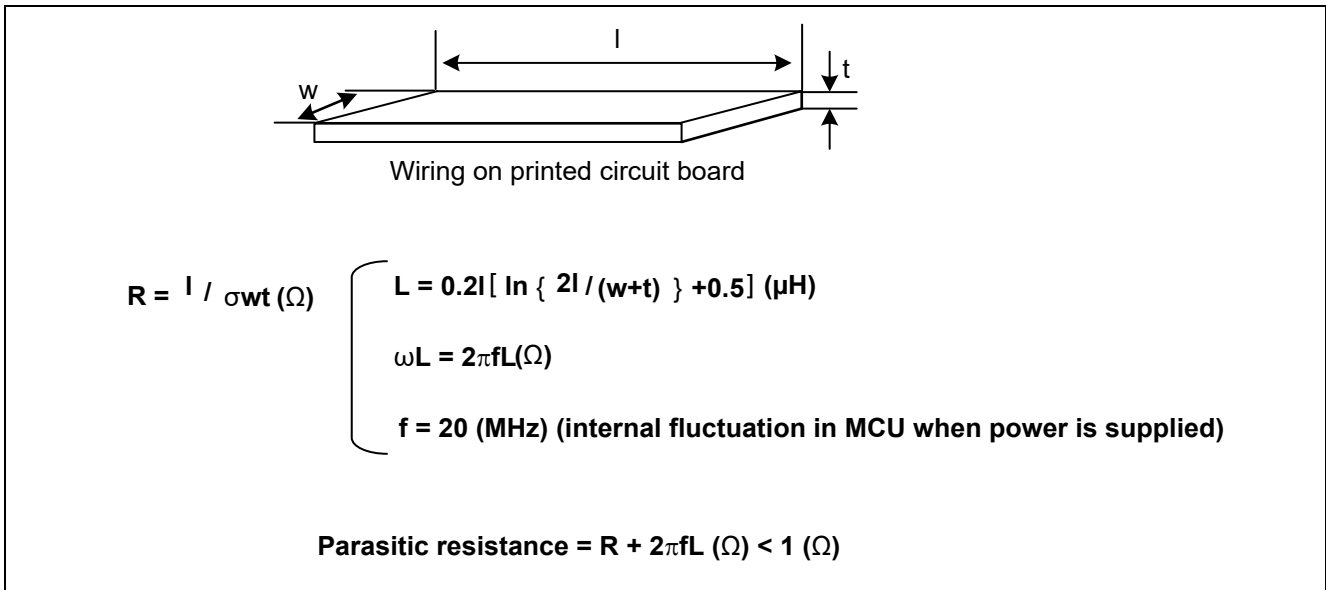 l
t
w
Wiring on printed circuit board
R = l / σwt (Ω)
L = 0.2l [ ln { 2l / (w+t) } +0.5] (µH)
ωL = 2πfL(Ω)
f = 20 (MHz) (internal fluctuation in MCU when power is supplied)
Parasitic resistance = R + 2πfL (Ω) < 1 (Ω)